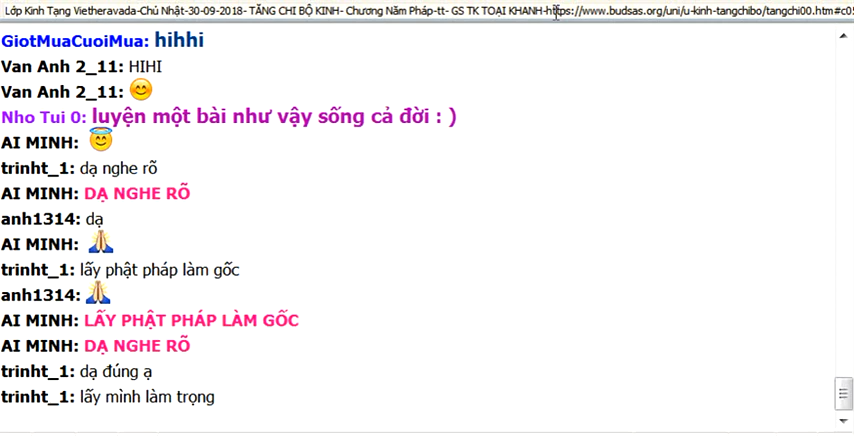 Lớp Kinh Tạng Vietheravada-Chủ Nhật-30-09-2018- TĂNG CHI BỘ KINH- Chương Năm Pháp-tt- GS TK TOẠI KHANH-https://www.budsas.org/uni/u-kinh-tangchibo/tangchi00.htm#c05
GiotMuaCuoiMua: hihhi
Van Anh 2_11: HIHI
Van Anh 2_11: 😊
Nho Tui 0: luyện một bài như vậy sống cả đời : )
AI MINH: 😇
trinht_1: dạ nghe rõ
AI MINH: DẠ NGHE RÕ
anh1314: dạ
AI MINH: 🙏
trinht_1: lấy phật pháp làm gốc
anh1314: 🙏
AI MINH: LẤY PHẬT PHÁP LÀM GỐC
AI MINH: DẠ NGHE RÕ
trinht_1: dạ đúng ạ
trinht_1: lấy mình làm trọng